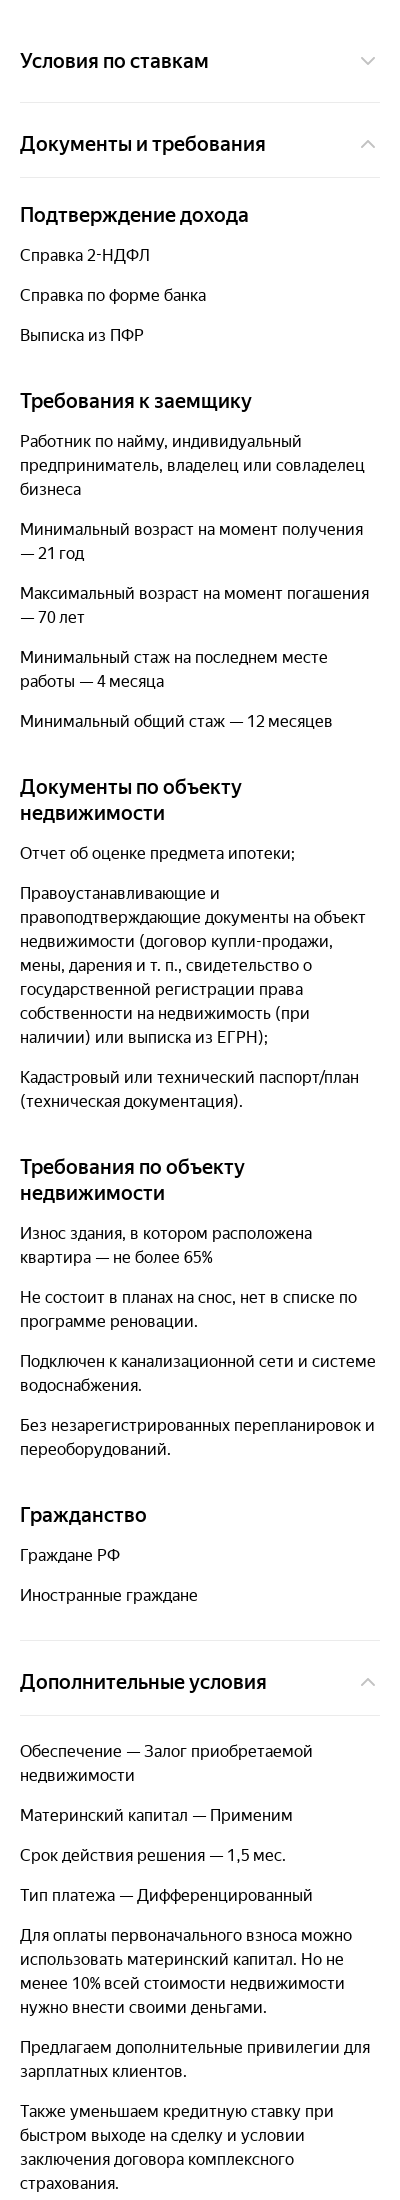 Условия по ставкам
Документы и требования
Подтверждение дохода
Справка 2-НДФЛ
Справка по форме банка
Выписка из ПФР
Требования к заемщику
Работник по найму, индивидуальный
предприниматель, владелец или совладелец
бизнеса
Минимальный возраст на момент получения
— 21 год
Максимальный возраст на момент погашения
— 70 лет
Минимальный стаж на последнем месте
работы — 4 месяца
Минимальный общий стаж — 12 месяцев
Документы по объекту
недвижимости
Отчет об оценке предмета ипотеки;
Правоустанавливающие и
правоподтверждающие документы на объект
недвижимости (договор купли-продажи,
мены, дарения и т. п., свидетельство о
государственной регистрации права
собственности на недвижимость (при
наличии) или выписка из ЕГРН);
Кадастровый или технический паспорт/план
(техническая документация).
Требования по объекту
недвижимости
Износ здания, в котором расположена
квартира — не более 65%
Не состоит в планах на снос, нет в списке по
программе реновации.
Подключен к канализационной сети и системе
водоснабжения.
Без незарегистрированных перепланировок и
переоборудований.
Гражданство
Граждане РФ
Иностранные граждане
Дополнительные условия
Обеспечение — Залог приобретаемой
недвижимости
Материнский капитал — Применим
Срок действия решения — 1,5 мес.
Тип платежа — Дифференцированный
Для оплаты первоначального взноса можно
использовать материнский капитал. Но не
менее 10% всей стоимости недвижимости
нужно внести своими деньгами.
Предлагаем дополнительные привилегии для
зарплатных клиентов.
Также уменьшаем кредитную ставку при
быстром выходе на сделку и условии
заключения договора комплексного
страхования.